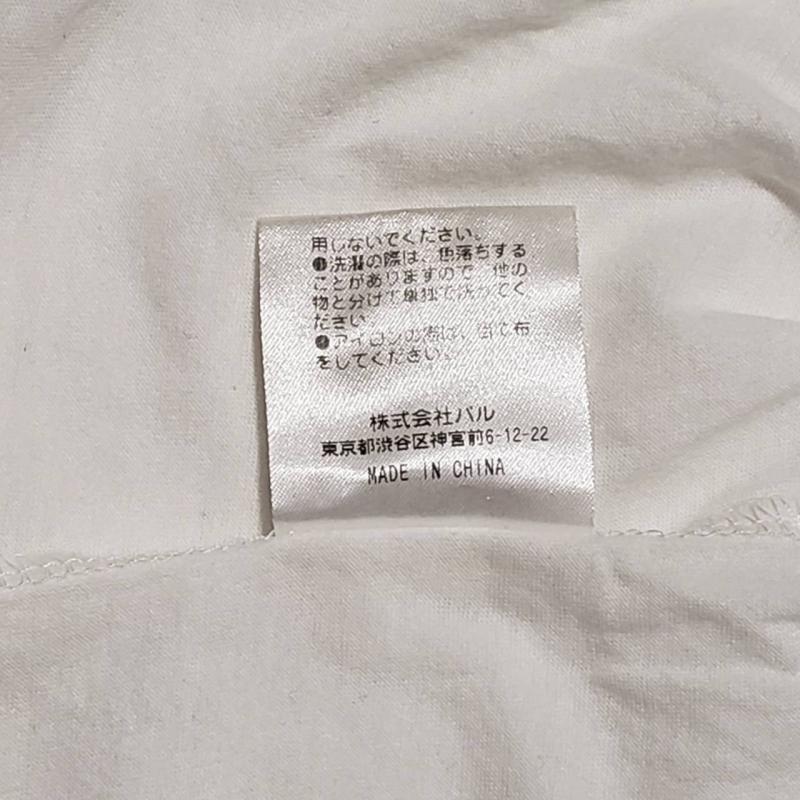 用しないでください。
●洗濯の際は、色落ちする
ことがありますので 他の
物と分けて単独で洗ってく
ださい
●アイロンの際は、当て布
をしてください。
株式会社パル
東京都渋谷区神宮前6-12-22
MADE IN CHINA